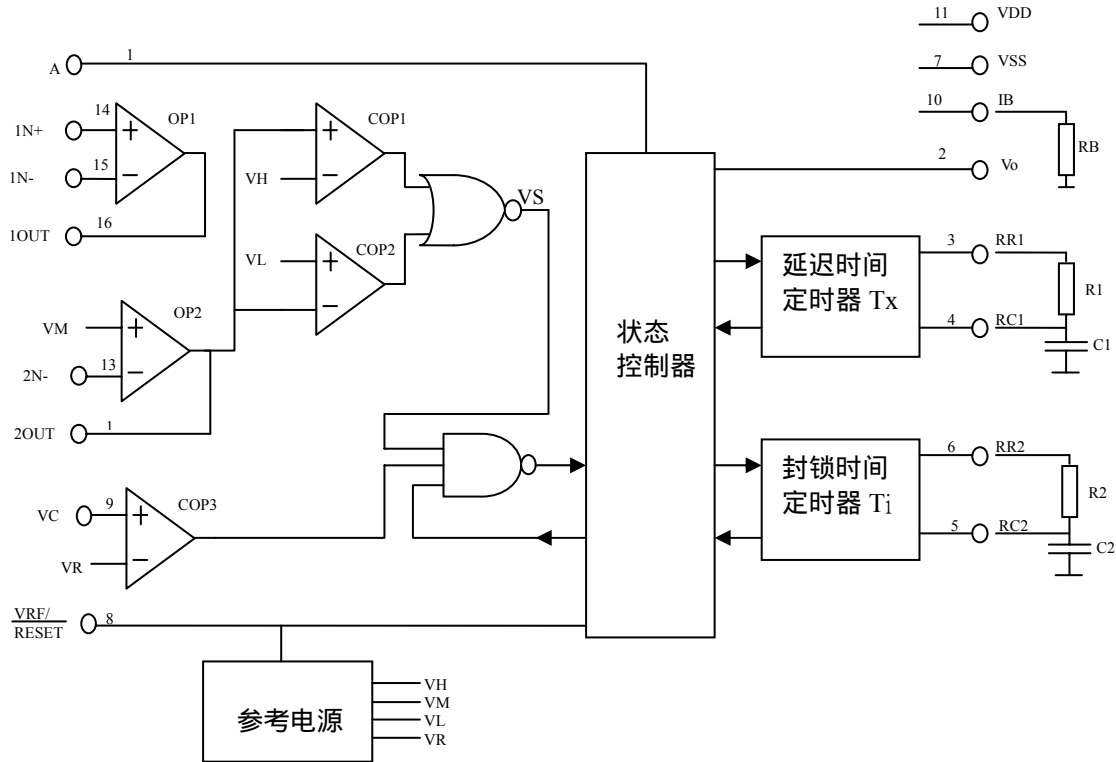 11
VDD
A
1
7
VSS
14
OP1
COP1
10
IB
1N+
RB
15
1N-
VH
2
Vo
VS
16
1OUT
COP2
VL
延迟时间
定时器 Tx
3
RR1
R1
4
RC1
C1
OP2
VM
状态
控制器
13
2N-
1
2OUT
封锁时间
定时器 Ti
6
RR2
R2
5
RC2
C2
9
COP3
VC
VR
VRF/
RESET
8
参考电源
VH
VM
VL
VR
+
−
+
−
+
−
+
−
+
−